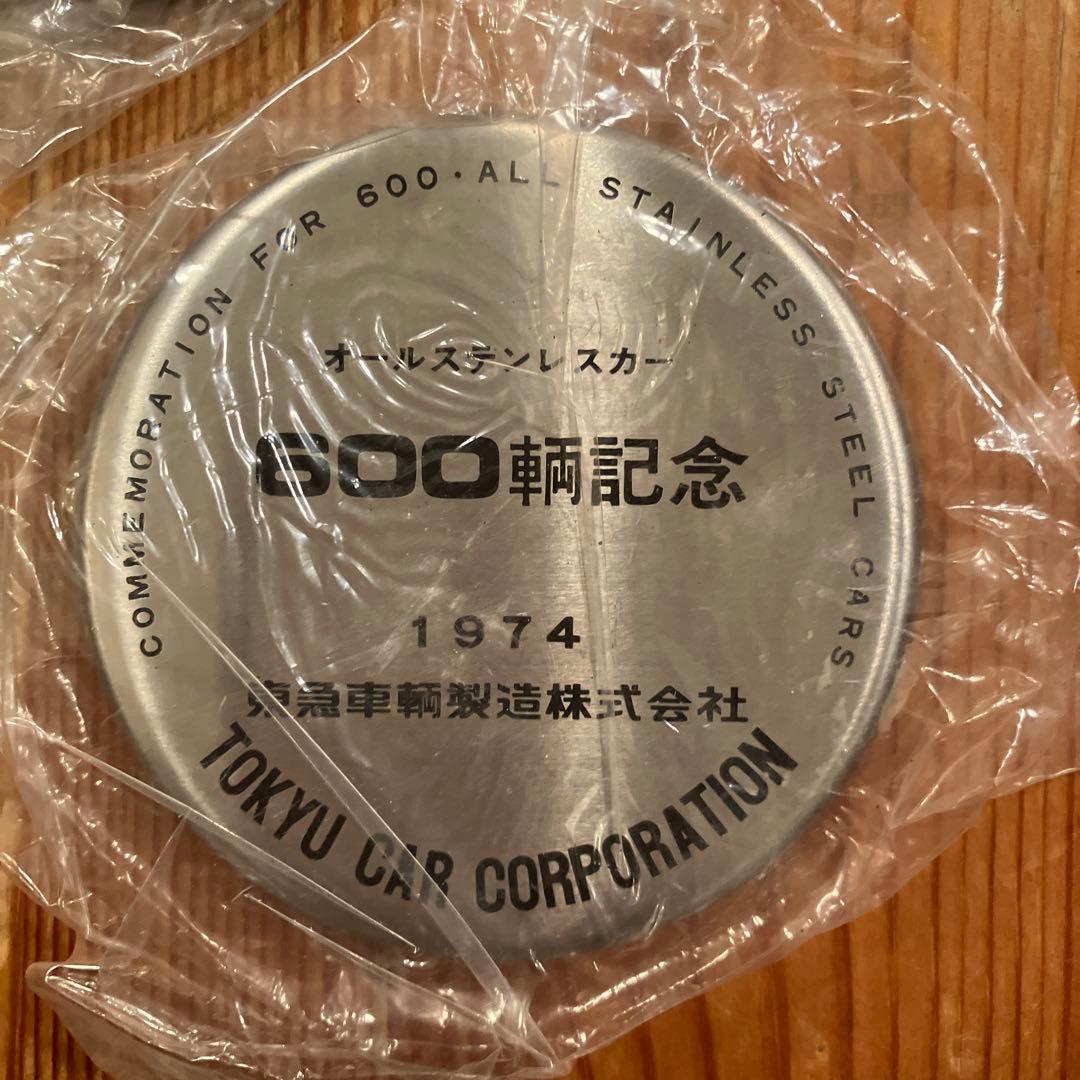 COMMEMORATION FOR 600・ALL STAINLESS STEEL CARS
オールステンレスカー
600輌記念
1974
東急車輌製造株式会社
TOKYU CAR CORPORATION